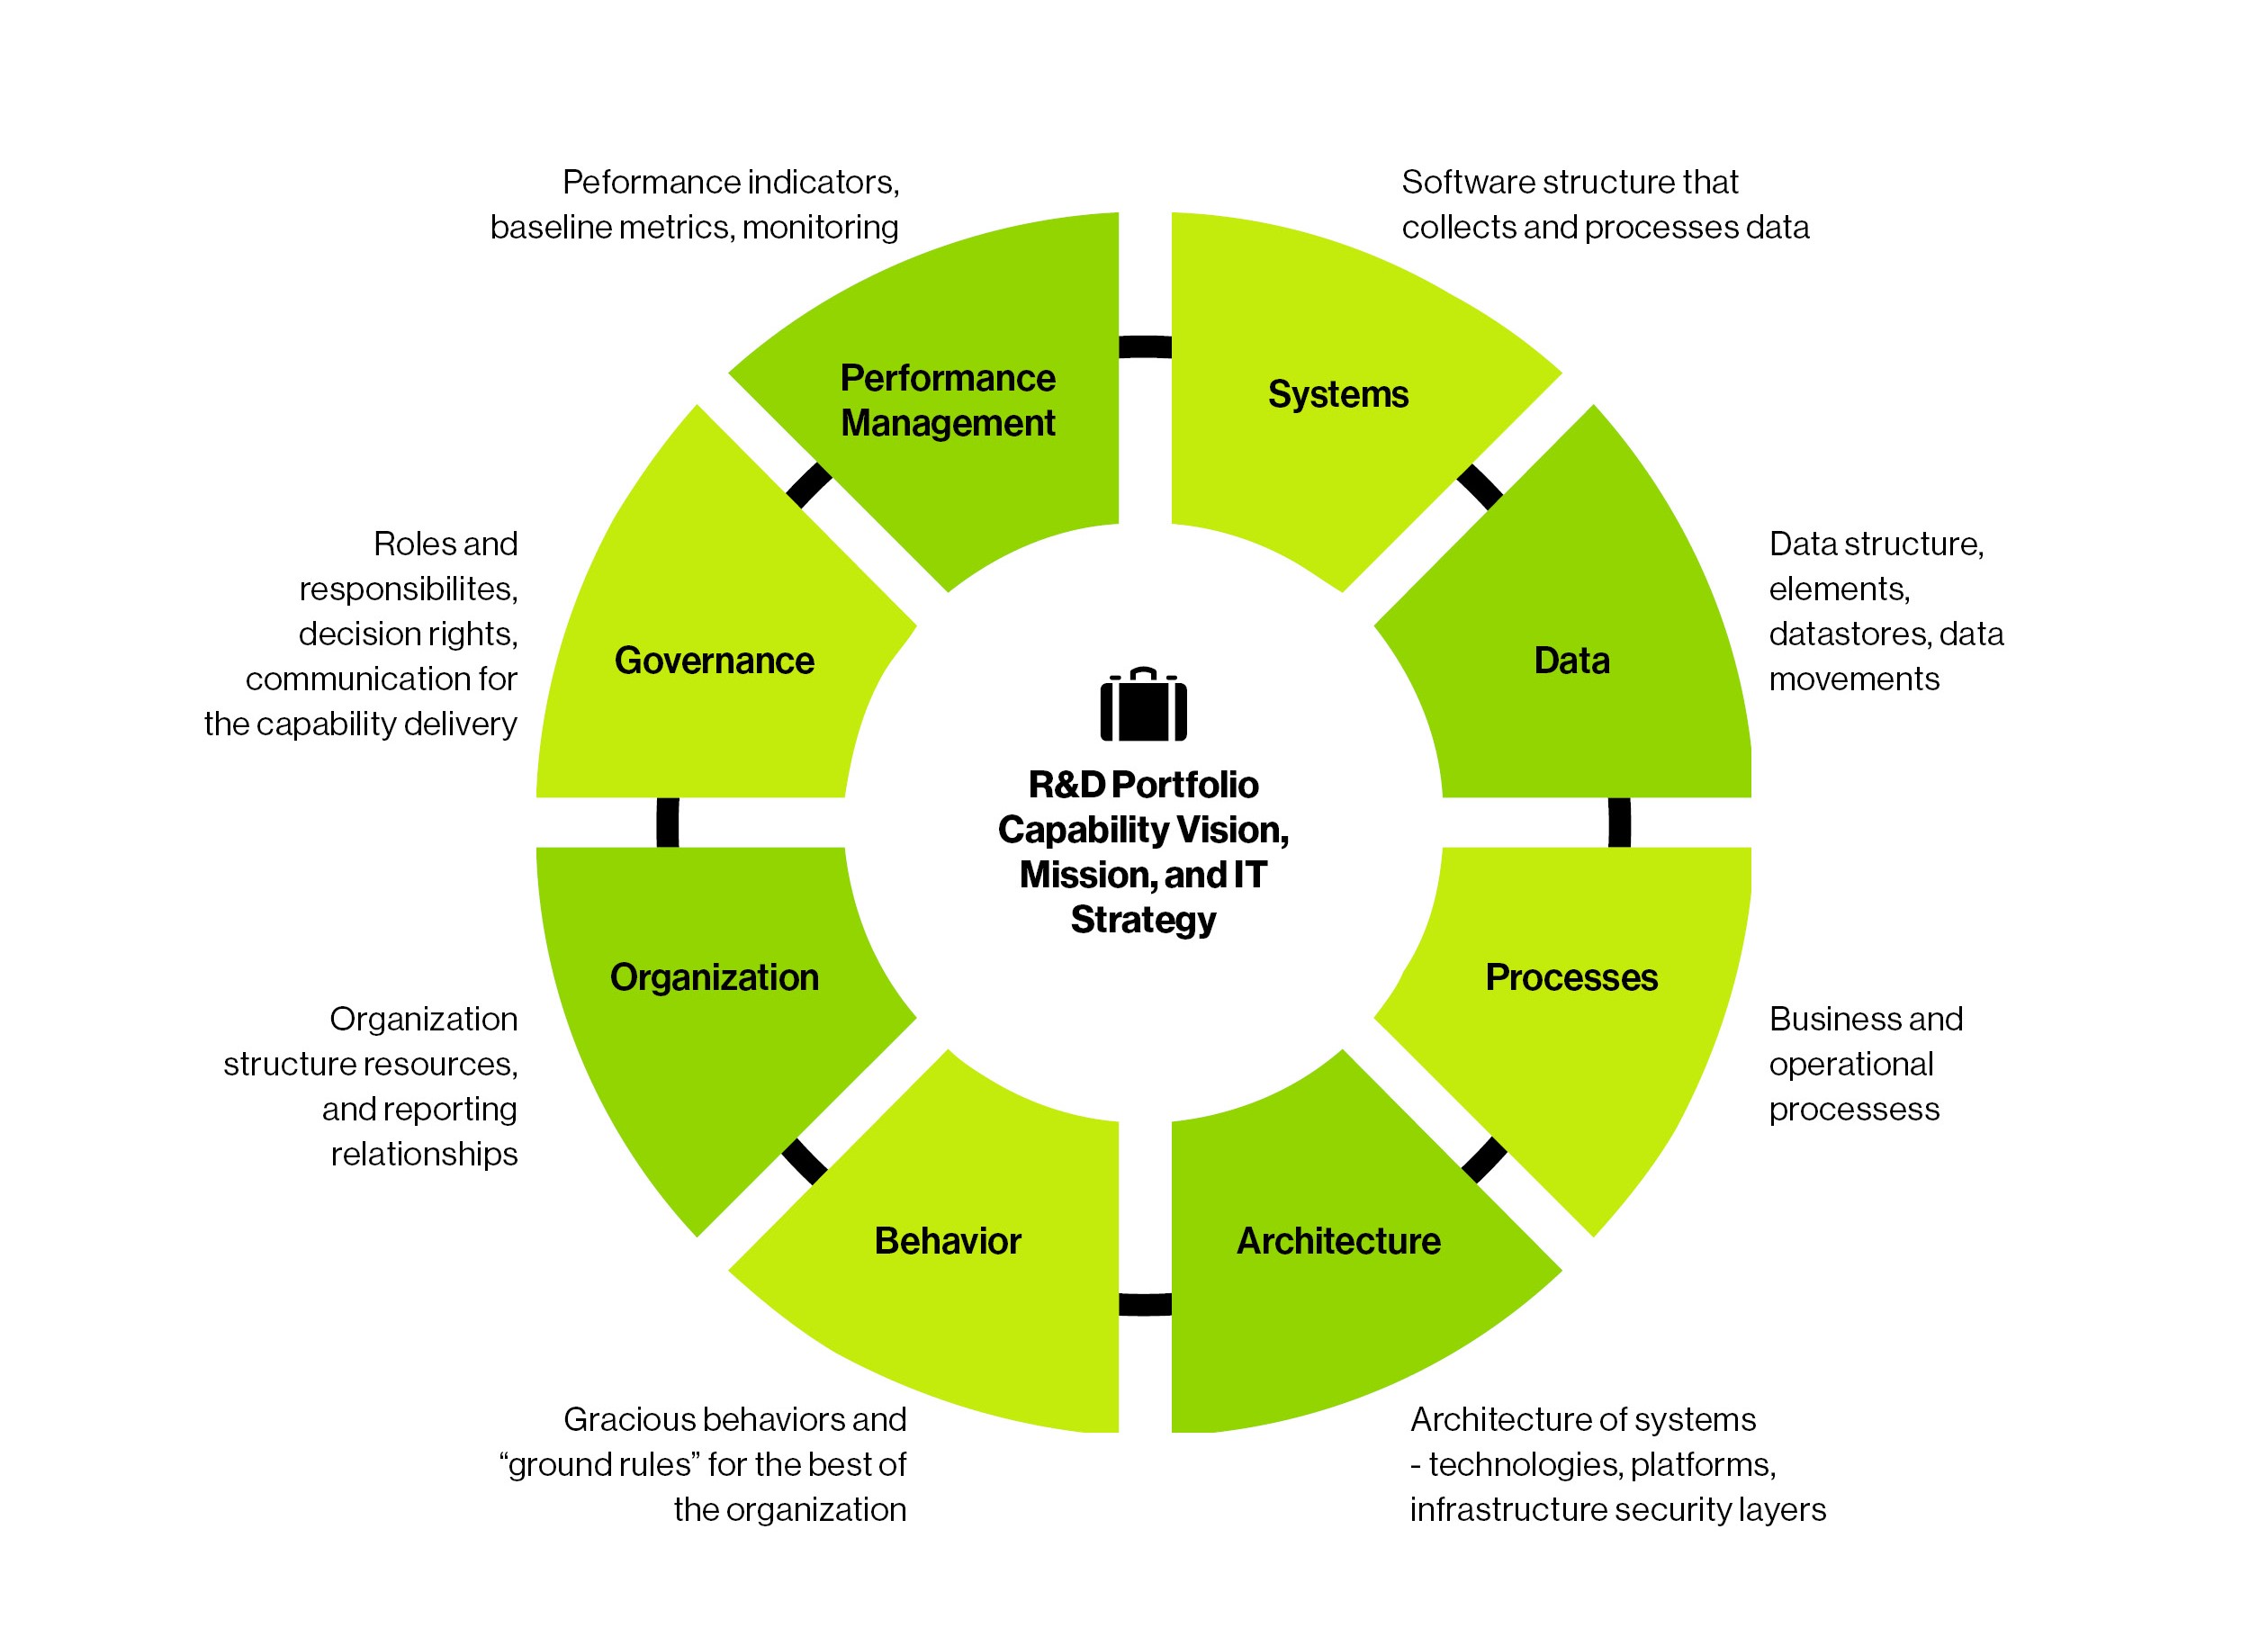 Peformance indicators,
baseline metrics, monitoring
Software structure that
collects and processes data
Performance
Management
Systems
Roles and
responsibilites,
decision rights,
communication for
the capability delivery
Governance
Data
Data structure,
elements,
datastores, data
movements
R&D Portfolio
Capability Vision,
Mission, and IT
Strategy
Organization
structure resources,
and reporting
relationships
Organization
Processes
Business and
operational
processess
Behavior
Architecture
Gracious behaviors and
“ground rules” for the best of
the organization
Architecture of systems
- technologies, platforms,
infrastructure security layers